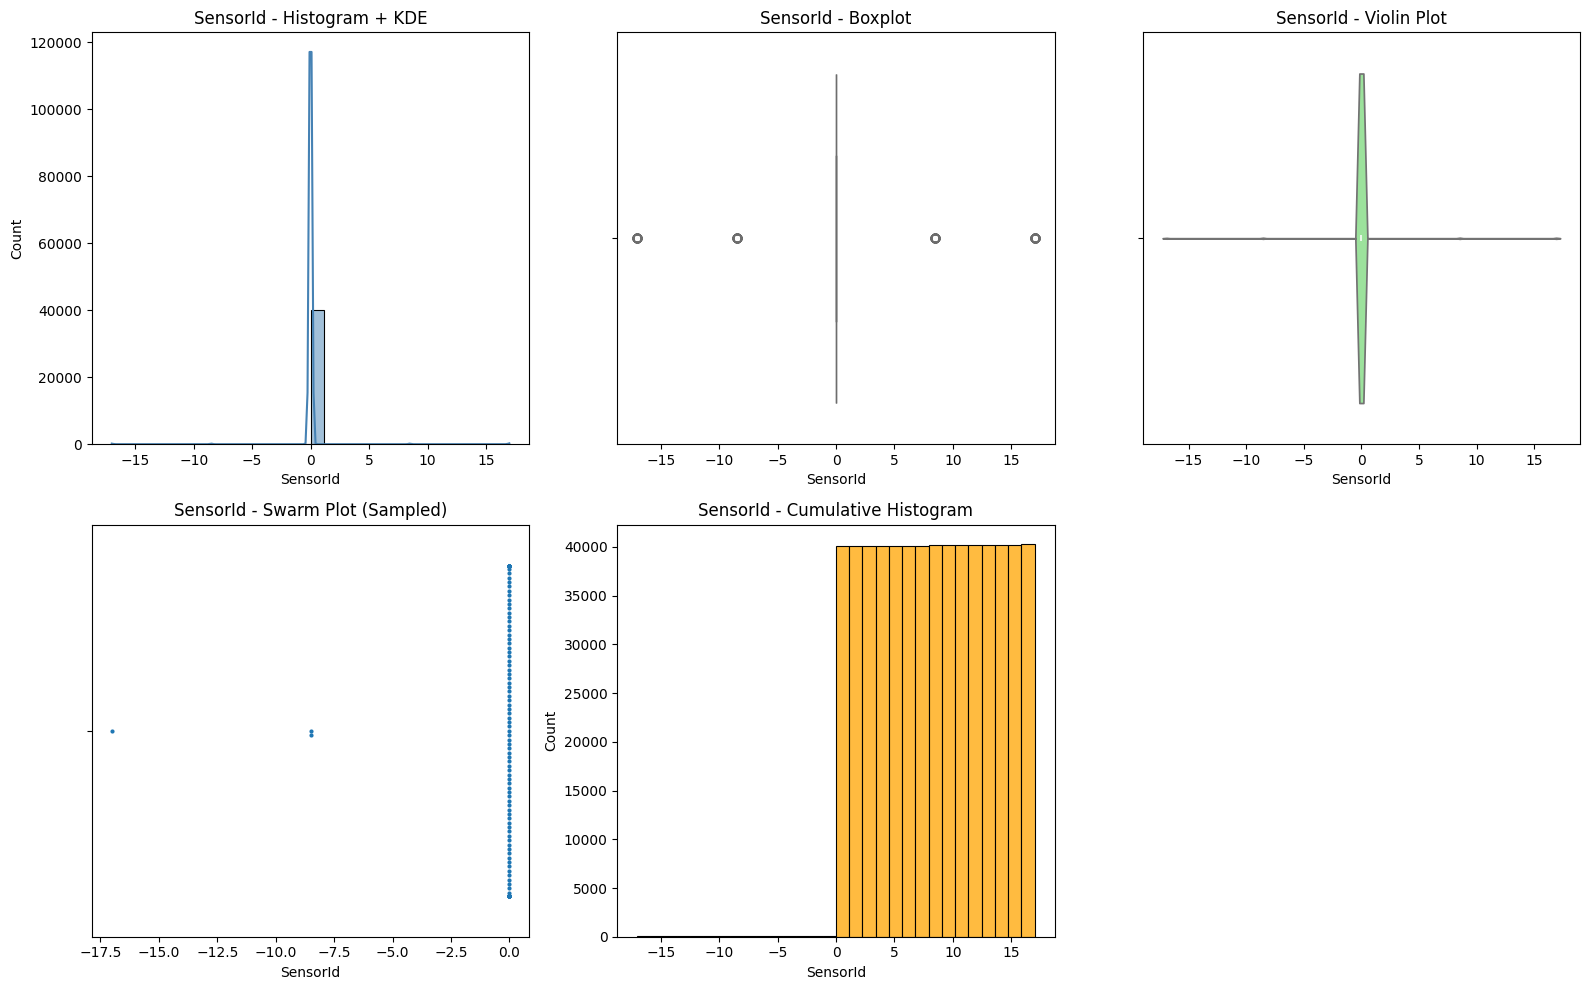 SensorId - Histogram + KDE
120000
100000
80000
60000
40000
20000
0
Count
−15 −10 −5 0 5 10 15
SensorId
SensorId - Boxplot
−15 −10 −5 0 5 10 15
SensorId
SensorId - Violin Plot
−15 −10 −5 0 5 10 15
SensorId
SensorId - Swarm Plot (Sampled)
−17.5 −15.0 −12.5 −10.0 −7.5 −5.0 −2.5 0.0
SensorId
SensorId - Cumulative Histogram
40000
35000
30000
25000
20000
15000
10000
5000
0
Count
−15 −10 −5 0 5 10 15
SensorId